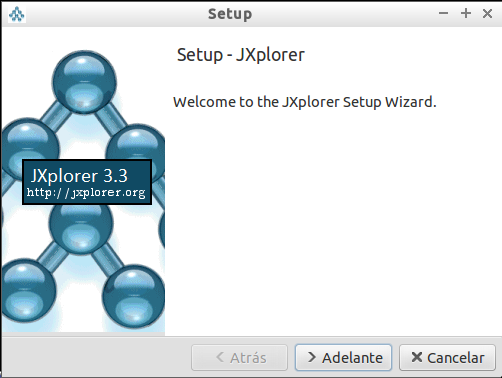 Setup
Setup - JXplorer
Welcome to the JXplorer Setup Wizard.
JXplorer 3.3
http://jxplorer.org
Atrás
Adelante
Cancelar